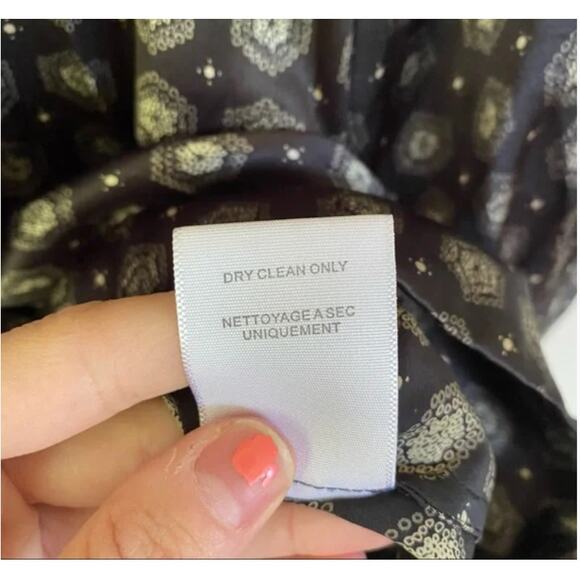 DRY CLEAN ONLY
NETTOYAGE A SEC
UNIQUEMENT